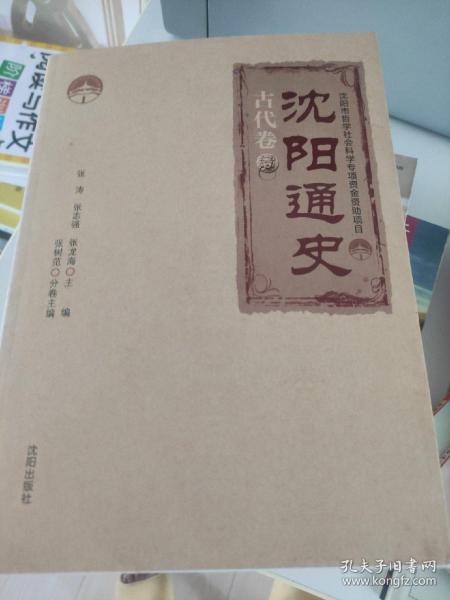 沈阳市哲学社会科学专项资金资助项目
沈阳通史
古代卷
张涛 张志强 张龙海○主编
张树范○分卷主编
沈阳出版社
孔夫子旧书网
www.kongfz.com